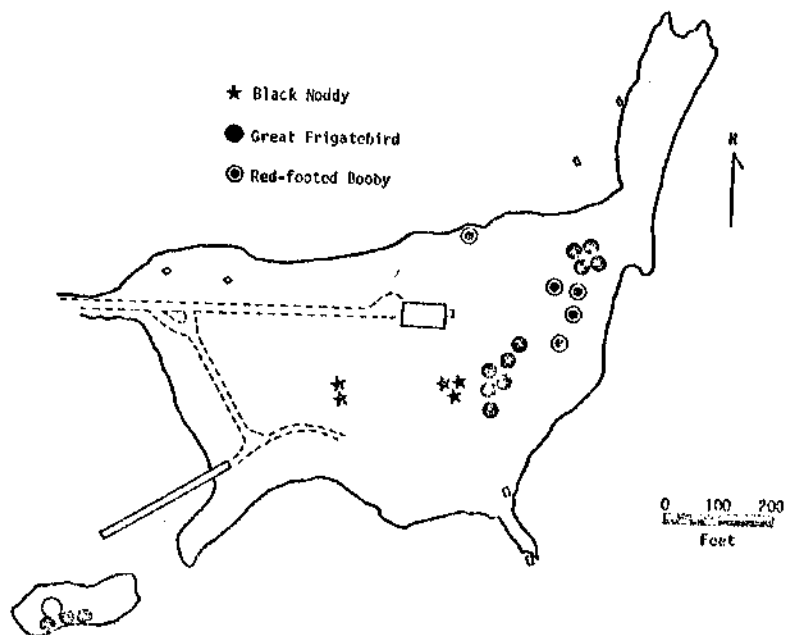 Black Noddy
Great Frigatebird
Red-footed Booby
N
0 100 200
Feet